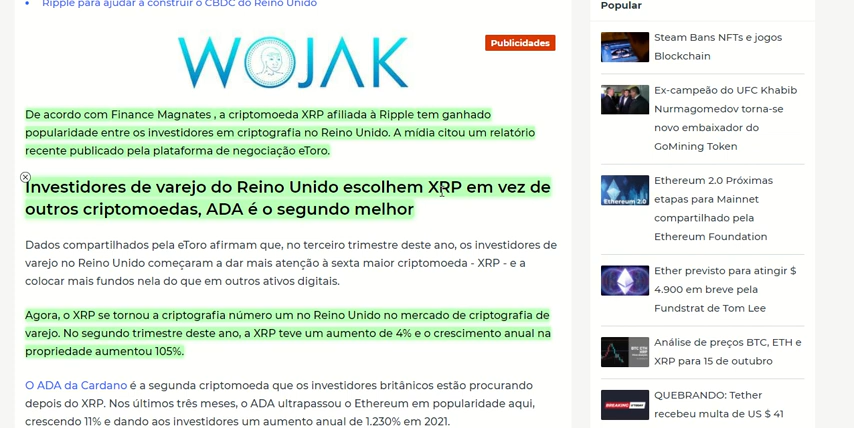 Ripple para ajudar a construir o CBDC do Reino Unido
WOJAK
Publicidades
De acordo com Finance Magnates , a criptomoeda XRP afiliada à Ripple tem ganhado
popularidade entre os investidores em criptografia no Reino Unido. A mídia citou um relatório
recente publicado pela plataforma de negociação eToro.
Investidores de varejo do Reino Unido escolhem XRP em vez de
outros criptomoedas, ADA é o segundo melhor
Dados compartilhados pela eToro afirmam que, no terceiro trimestre deste ano, os investidores de
varejo no Reino Unido começaram a dar mais atenção à sexta maior criptomoeda - XRP - e a
colocar mais fundos nela do que em outros ativos digitais.
Agora, o XRP se tornou a criptografia número um no Reino Unido no mercado de criptografia de
varejo. No segundo trimestre deste ano, a XRP teve um aumento de 4% e o crescimento anual na
propriedade aumentou 105%.
O ADA da Cardano é a segunda criptomoeda que os investidores britânicos estão procurando
depois do XRP. Nos últimos três meses, o ADA ultrapassou o Ethereum em popularidade aqui,
crescendo 11% e dando aos investidores um aumento anual de 1.230% em 2021.
Popular
Steam Bans NFTs e jogos
Blockchain
Ex-campeão do UFC Khabib
Nurmagomedov torna-se
novo embaixador do
GoMining Token
Ethereum 2.0
Ethereum 2.0 Próximas
etapas para Mainnet
compartilhado pela
Ethereum Foundation
Ether previsto para atingir $
4.900 em breve pela
Fundstrat de Tom Lee
Análise de preços BTC, ETH e
XRP para 15 de outubro
BREAKING
QUEBRANDO: Tether
recebeu multa de US $ 41